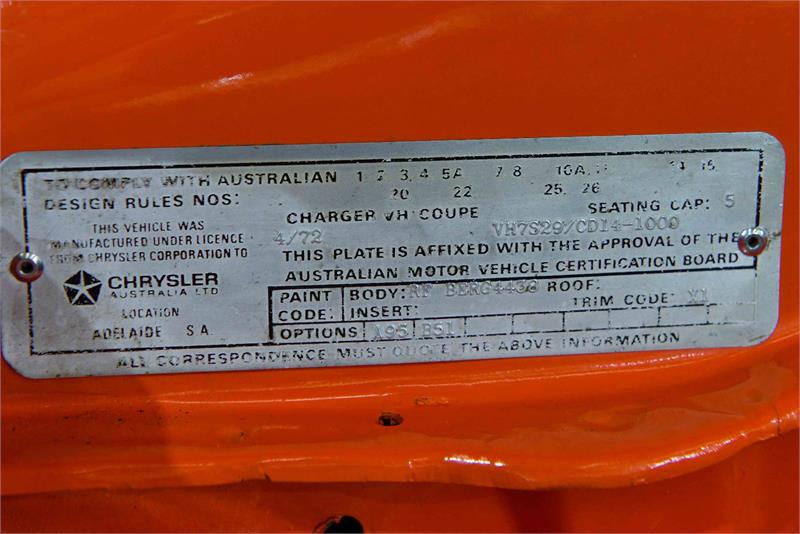 TO COMPLY WITH AUSTRALIAN 1 2 3, 4 5A 7 8 10A, 15
DESIGN RULES NOS: 20 22 25. 26
CHARGER VH COUPE SEATING CAP: 5
THIS VEHICLE WAS
MANUFACTURED UNDER LICENCE
FROM CHRYSLER CORPORATION TO
4/72 VH7S29/CD14-1000
THIS PLATE IS AFFIXED WITH THE APPROVAL OF THE
AUSTRALIAN MOTOR VEHICLE CERTIFICATION BOARD
CHRYSLER
AUSTRALIA LTD
LOCATION
ADELAIDE S.A.
PAINT BODY: RF ROOF:
CODE: INSERT: TRIM CODE: X1
OPTIONS A95 B51
ALL CORRESPONDENCE MUST QUOTE THE ABOVE INFORMATION